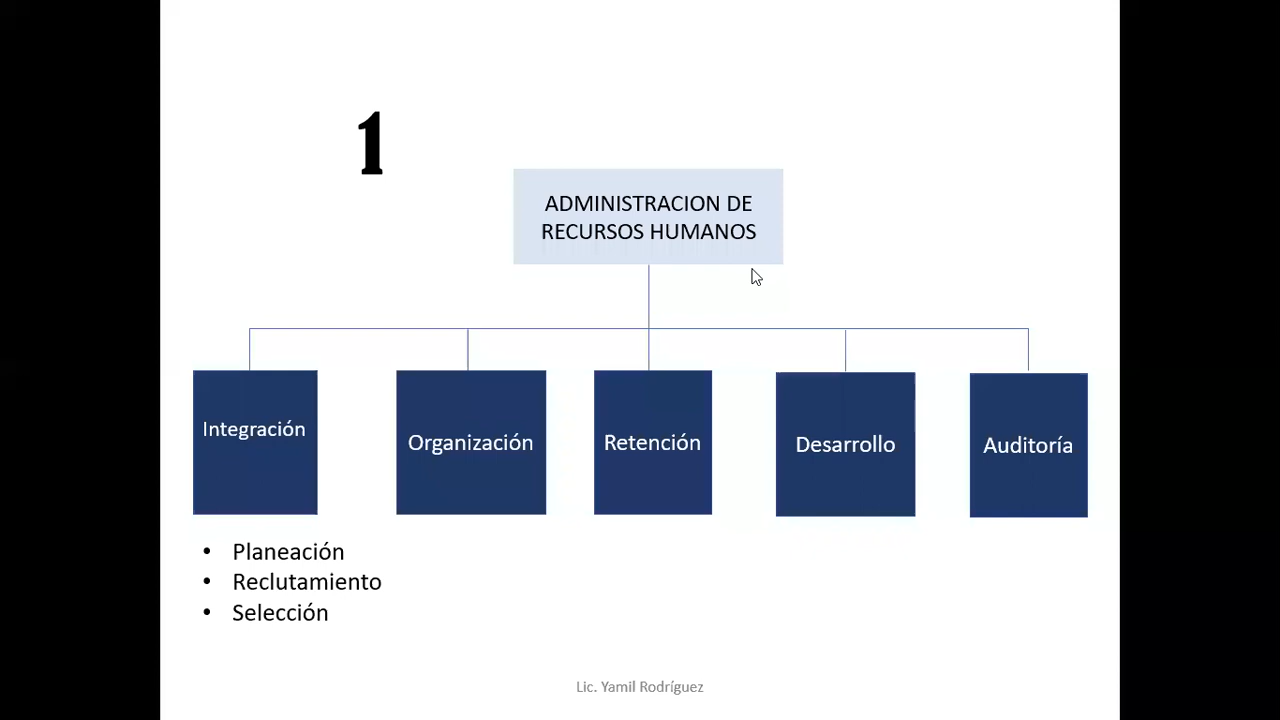 1
ADMINISTRACION DE
RECURSOS HUMANOS
Integración
Organización
Retención
Desarrollo
Auditoría
• Planeación
• Reclutamiento
• Selección
Lic. Yamil Rodríguez